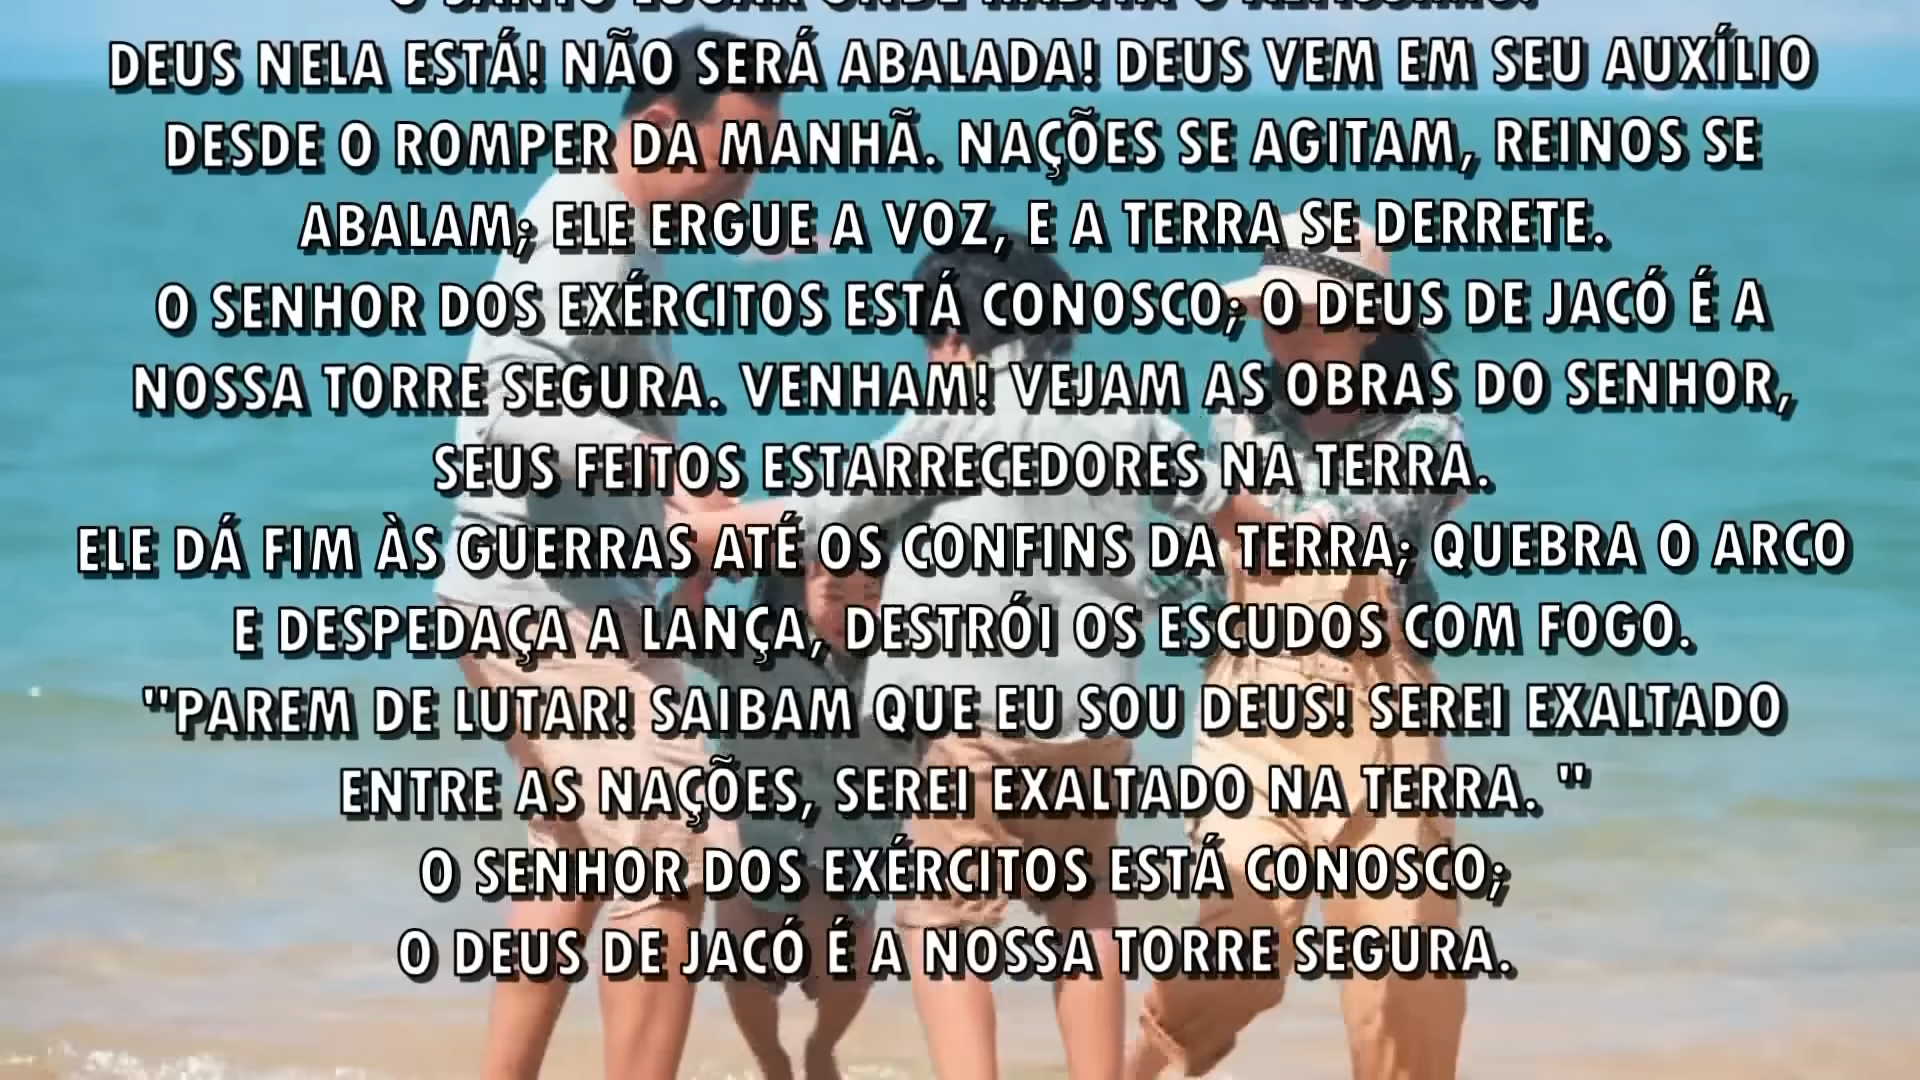 O SANTO LUGAR ONDE HABITA O ALTÍSSIMO.
DEUS NELA ESTÁ! NÃO SERÁ ABALADA! DEUS VEM EM SEU AUXÍLIO
DESDE O ROMPER DA MANHÃ. NAÇÕES SE AGITAM, REINOS SE
ABALAM; ELE ERGUE A VOZ, E A TERRA SE DERRETE.
O SENHOR DOS EXÉRCITOS ESTÁ CONOSCO; O DEUS DE JACÓ É A
NOSSA TORRE SEGURA. VENHAM! VEJAM AS OBRAS DO SENHOR,
SEUS FEITOS ESTARRECEDORES NA TERRA.
ELE DÁ FIM ÀS GUERRAS ATÉ OS CONFINS DA TERRA; QUEBRA O ARCO
E DESPEDAÇA A LANÇA, DESTRÓI OS ESCUDOS COM FOGO.
"PAREM DE LUTAR! SAIBAM QUE EU SOU DEUS! SEREI EXALTADO
ENTRE AS NAÇÕES, SEREI EXALTADO NA TERRA. "
O SENHOR DOS EXÉRCITOS ESTÁ CONOSCO;
O DEUS DE JACÓ É A NOSSA TORRE SEGURA.